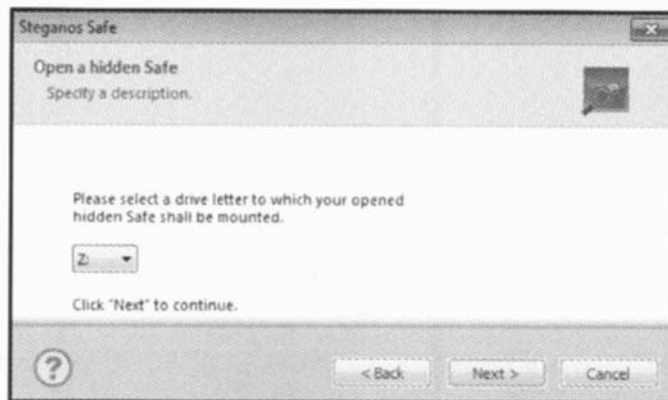 Steganos Safe
Open a hidden Safe
Specify a description.
Please select a drive letter to which your opened
hidden Safe shall be mounted.
Z:
Click "Next" to continue.
?
< Back
Next >
Cancel